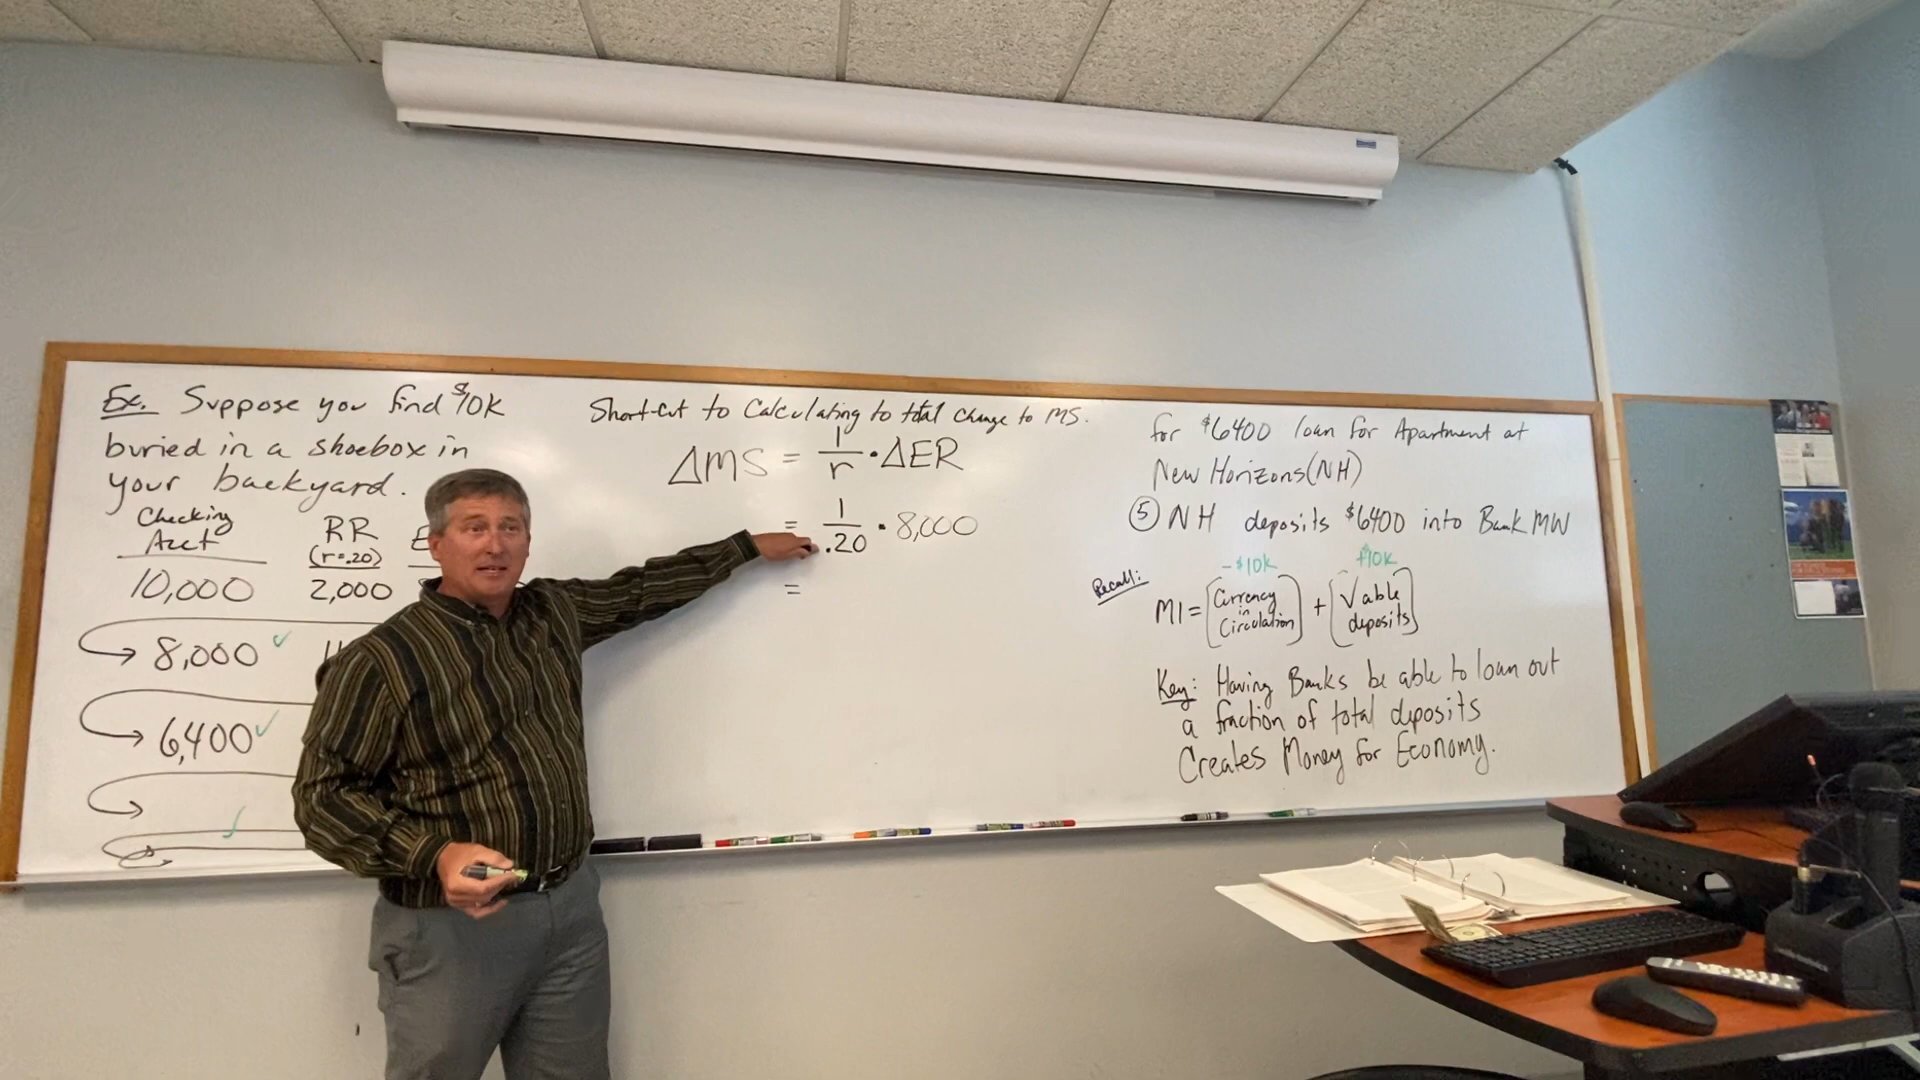 Ex. Suppose you find $10k
buried in a shoebox in
your backyard.
Checking
Acct
RR
(r=.20)
E
10,000
2,000
8,000 ✓
6,400 ✓
Short-cut to Calculating to total change to MS.
ΔMS = 1/r · ΔER
= 1/.20 · 8,000
=
for $6400 loan for Apartment at
New Horizons (NH)
⑤ NH deposits $6400 into Bank MW
-$10k
+$10k
Recall:
M1 = [Currency in Circulation] + [√able deposits]
Key: Having Banks be able to loan out
a fraction of total deposits
Creates Money for Economy.